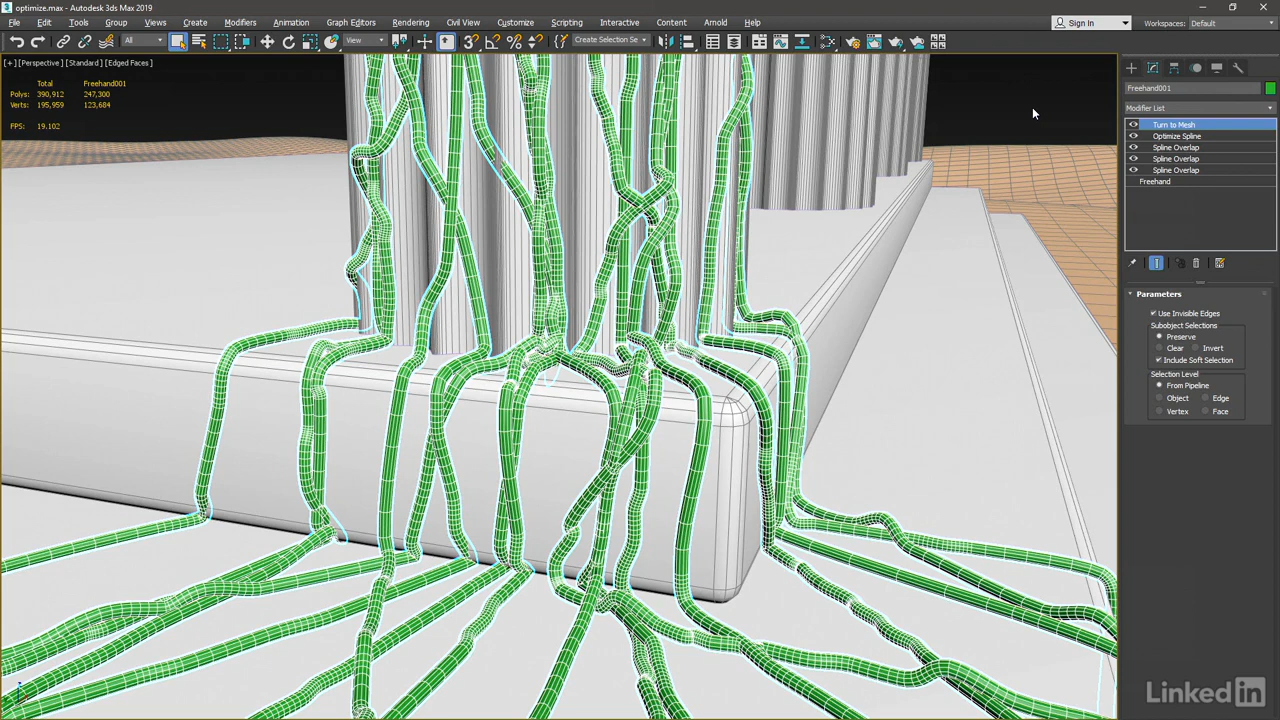 optimize.max - Autodesk 3ds Max 2019
File Edit Tools Group Views Create Modifiers Animation Graph Editors Rendering Civil View Customize Scripting Interactive Content Arnold Help
Sign In
Workspaces: Default
All
View
Create Selection Se
[+] [Perspective] [Standard] [Edged Faces]
Total Freehand001
Polys: 390,912 247,300
Verts: 195,959 123,684
FPS: 19.102
Freehand001
Modifier List
Turn to Mesh
Optimize Spline
Spline Overlap
Spline Overlap
Spline Overlap
Freehand
Parameters
Use Invisible Edges
Subobject Selections
Preserve
Clear Invert
Include Soft Selection
Selection Level
From Pipeline
Object Edge
Vertex Face
LinkedIn